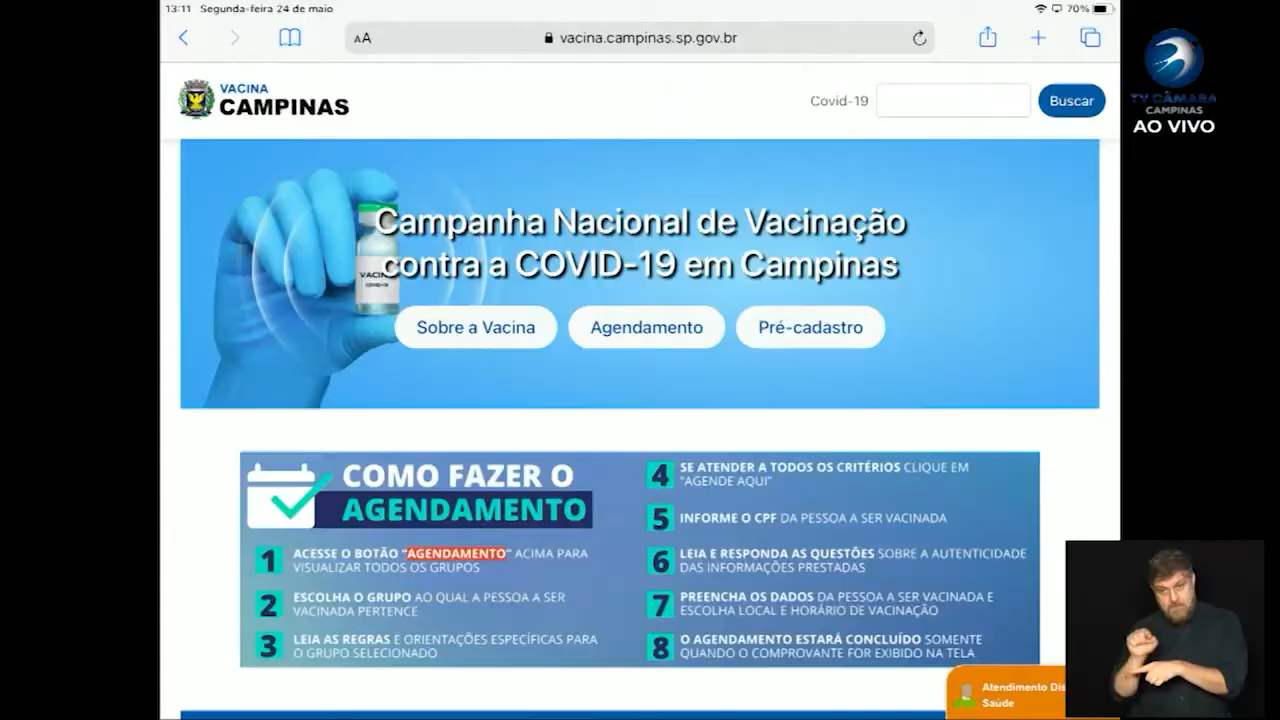 13:11 Segunda-feira 24 de maio
70%
AA
vacina.campinas.sp.gov.br
VACINA
CAMPINAS
Covid-19
Buscar
TV CÂMARA
CAMPINAS
AO VIVO
Campanha Nacional de Vacinação
contra a COVID-19 em Campinas
VACIN
COVID-19
Sobre a Vacina
Agendamento
Pré-cadastro
COMO FAZER O
AGENDAMENTO
1 ACESSE O BOTÃO "AGENDAMENTO" ACIMA PARA
VISUALIZAR TODOS OS GRUPOS
2 ESCOLHA O GRUPO AO QUAL A PESSOA A SER
VACINADA PERTENCE
3 LEIA AS REGRAS E ORIENTAÇÕES ESPECÍFICAS PARA
O GRUPO SELECIONADO
4 SE ATENDER A TODOS OS CRITÉRIOS CLIQUE EM
"AGENDE AQUI"
5 INFORME O CPF DA PESSOA A SER VACINADA
6 LEIA E RESPONDA AS QUESTÕES SOBRE A AUTENTICIDADE
DAS INFORMAÇÕES PRESTADAS
7 PREENCHA OS DADOS DA PESSOA A SER VACINADA E
ESCOLHA LOCAL E HORÁRIO DE VACINAÇÃO
8 O AGENDAMENTO ESTARÁ CONCLUÍDO SOMENTE
QUANDO O COMPROVANTE FOR EXIBIDO NA TELA
Atendimento Dis
Saúde